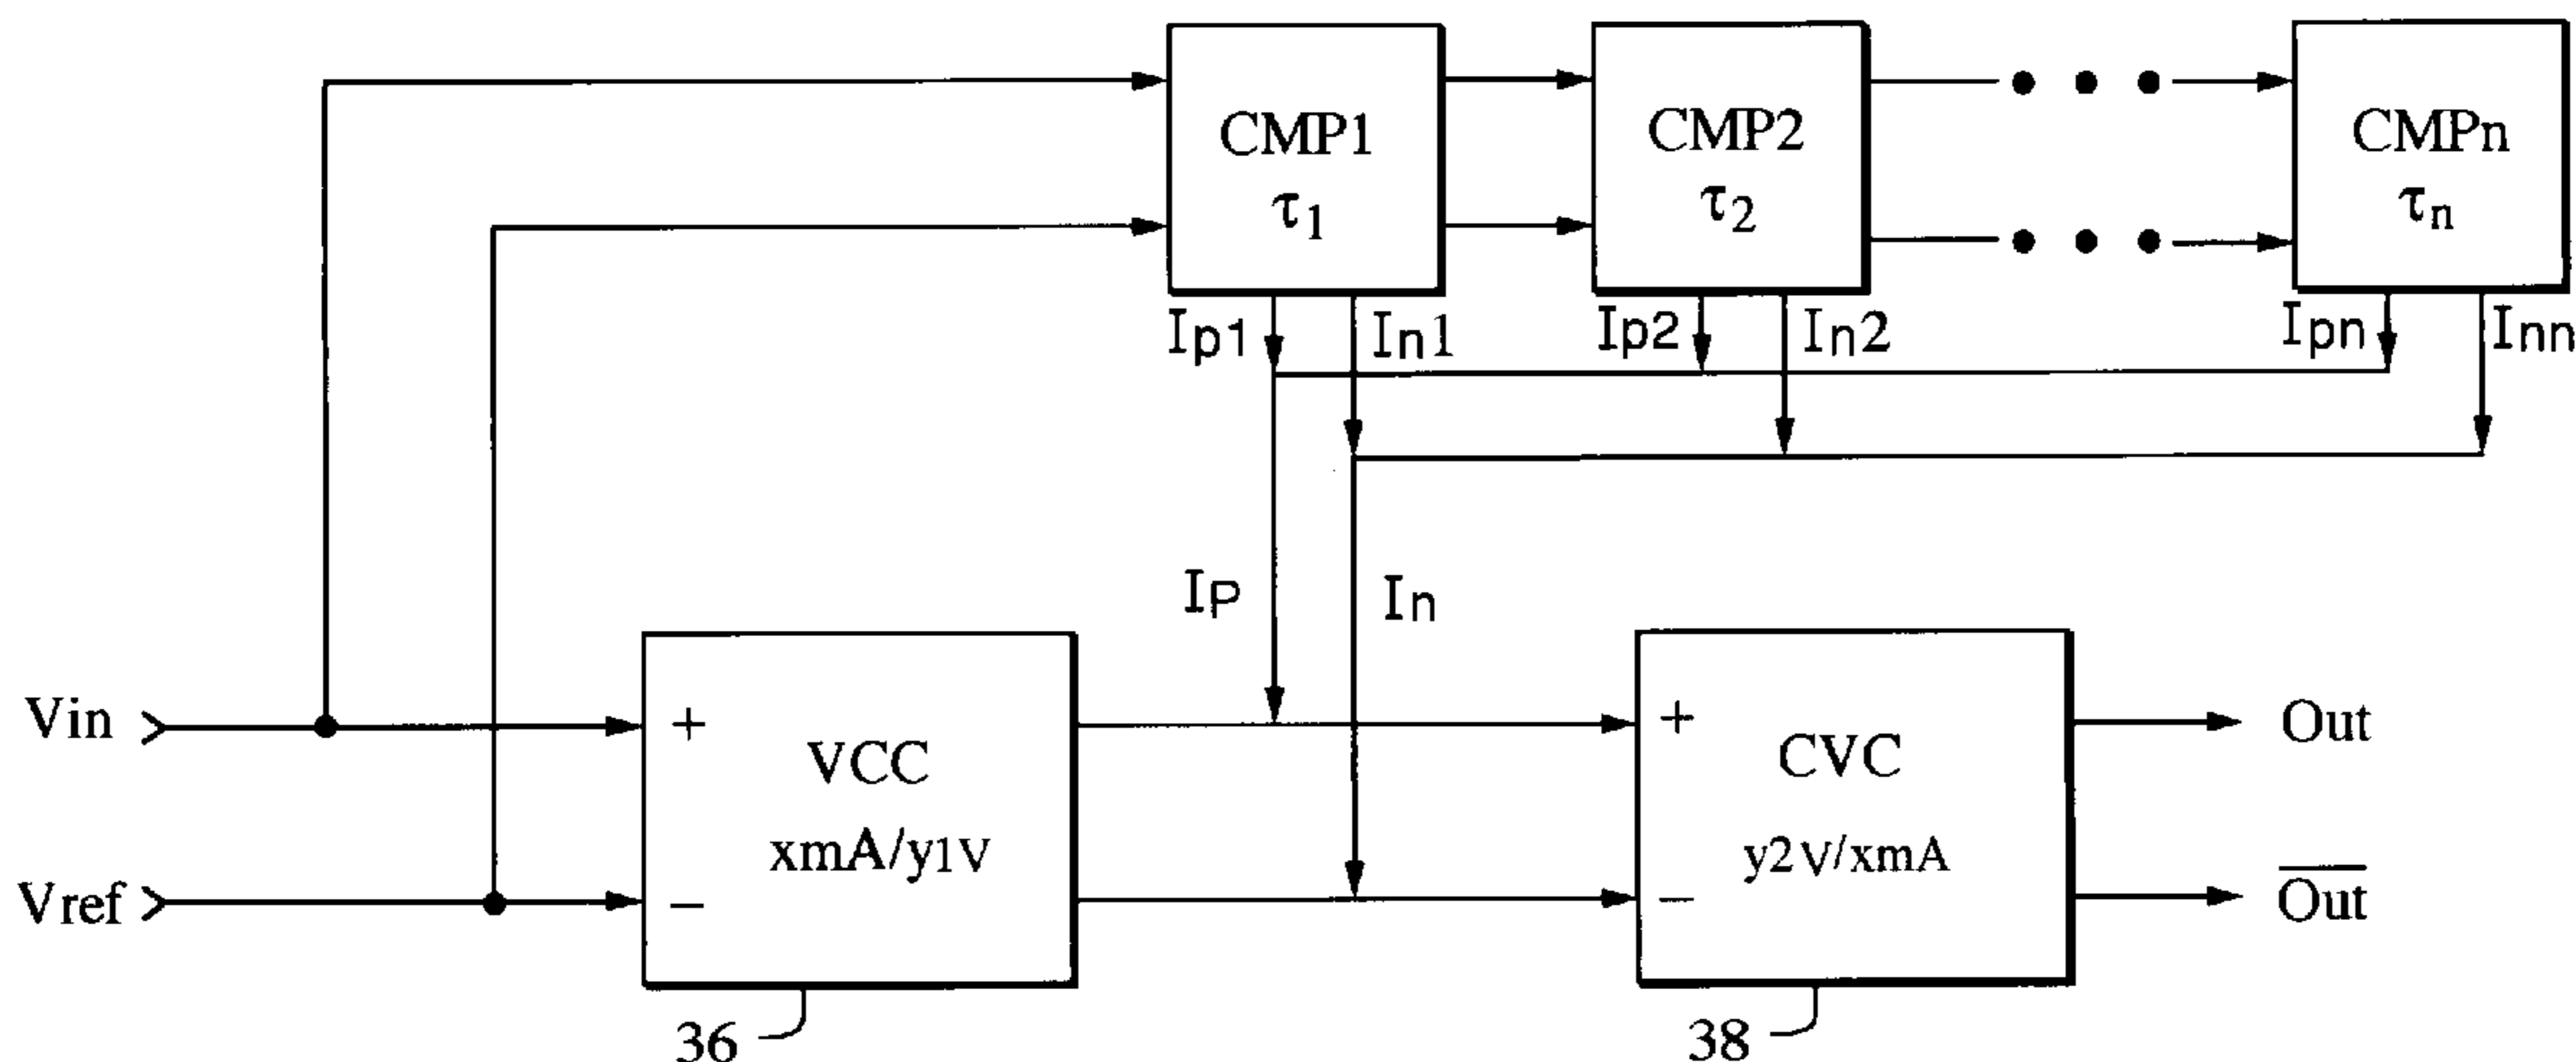 CMP1
τ1
CMP2
τ2
CMPn
τn
Ip1
In1
Ip2
In2
Ipn
Inn
Ip
In
Vin
+
VCC
+
CVC
Out
xmA/y1V
y2V/xmA
Vref
−
−
Out
36
38